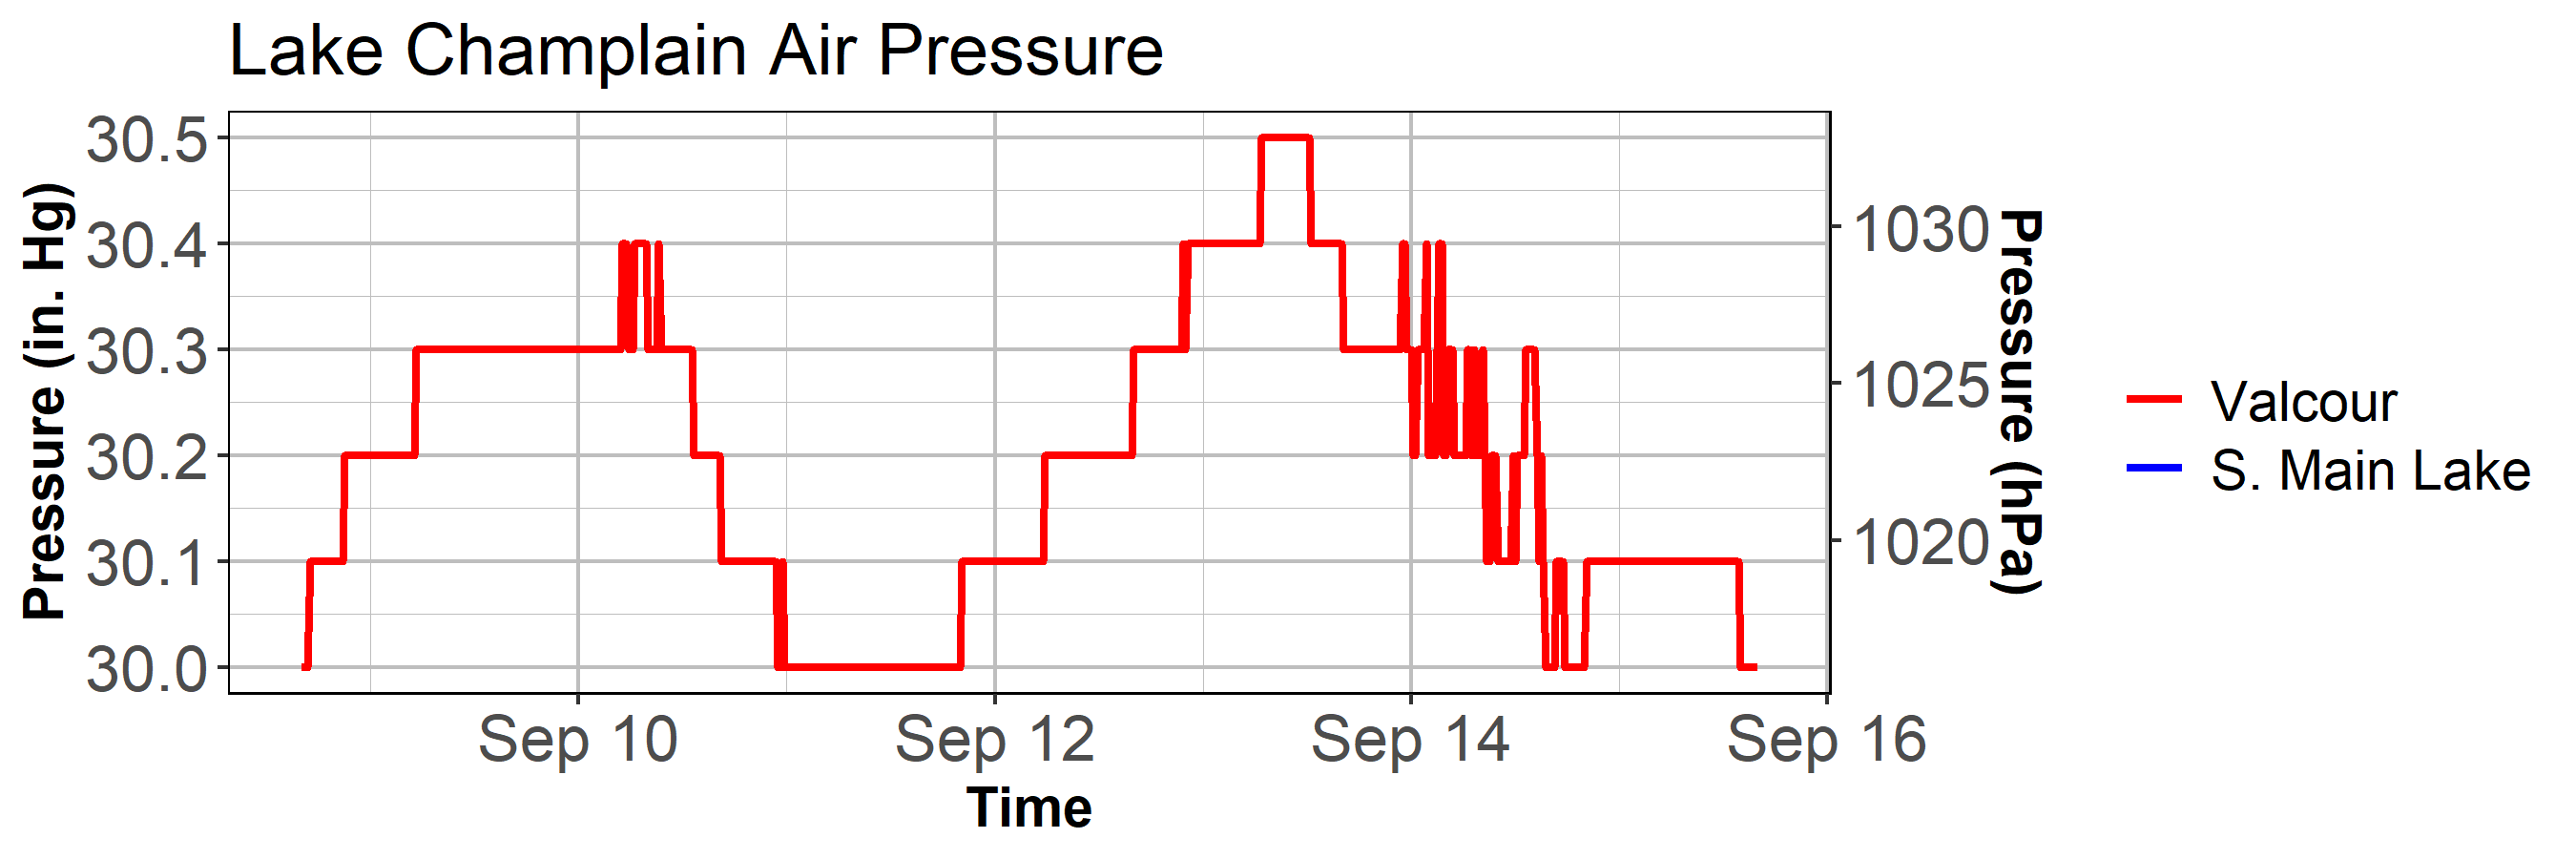 Lake Champlain Air Pressure
Pressure (in. Hg)
30.5
30.4
30.3
30.2
30.1
30.0
1030
1025
1020
Pressure (hPa)
Sep 10
Sep 12
Sep 14
Sep 16
Time
Valcour
S. Main Lake